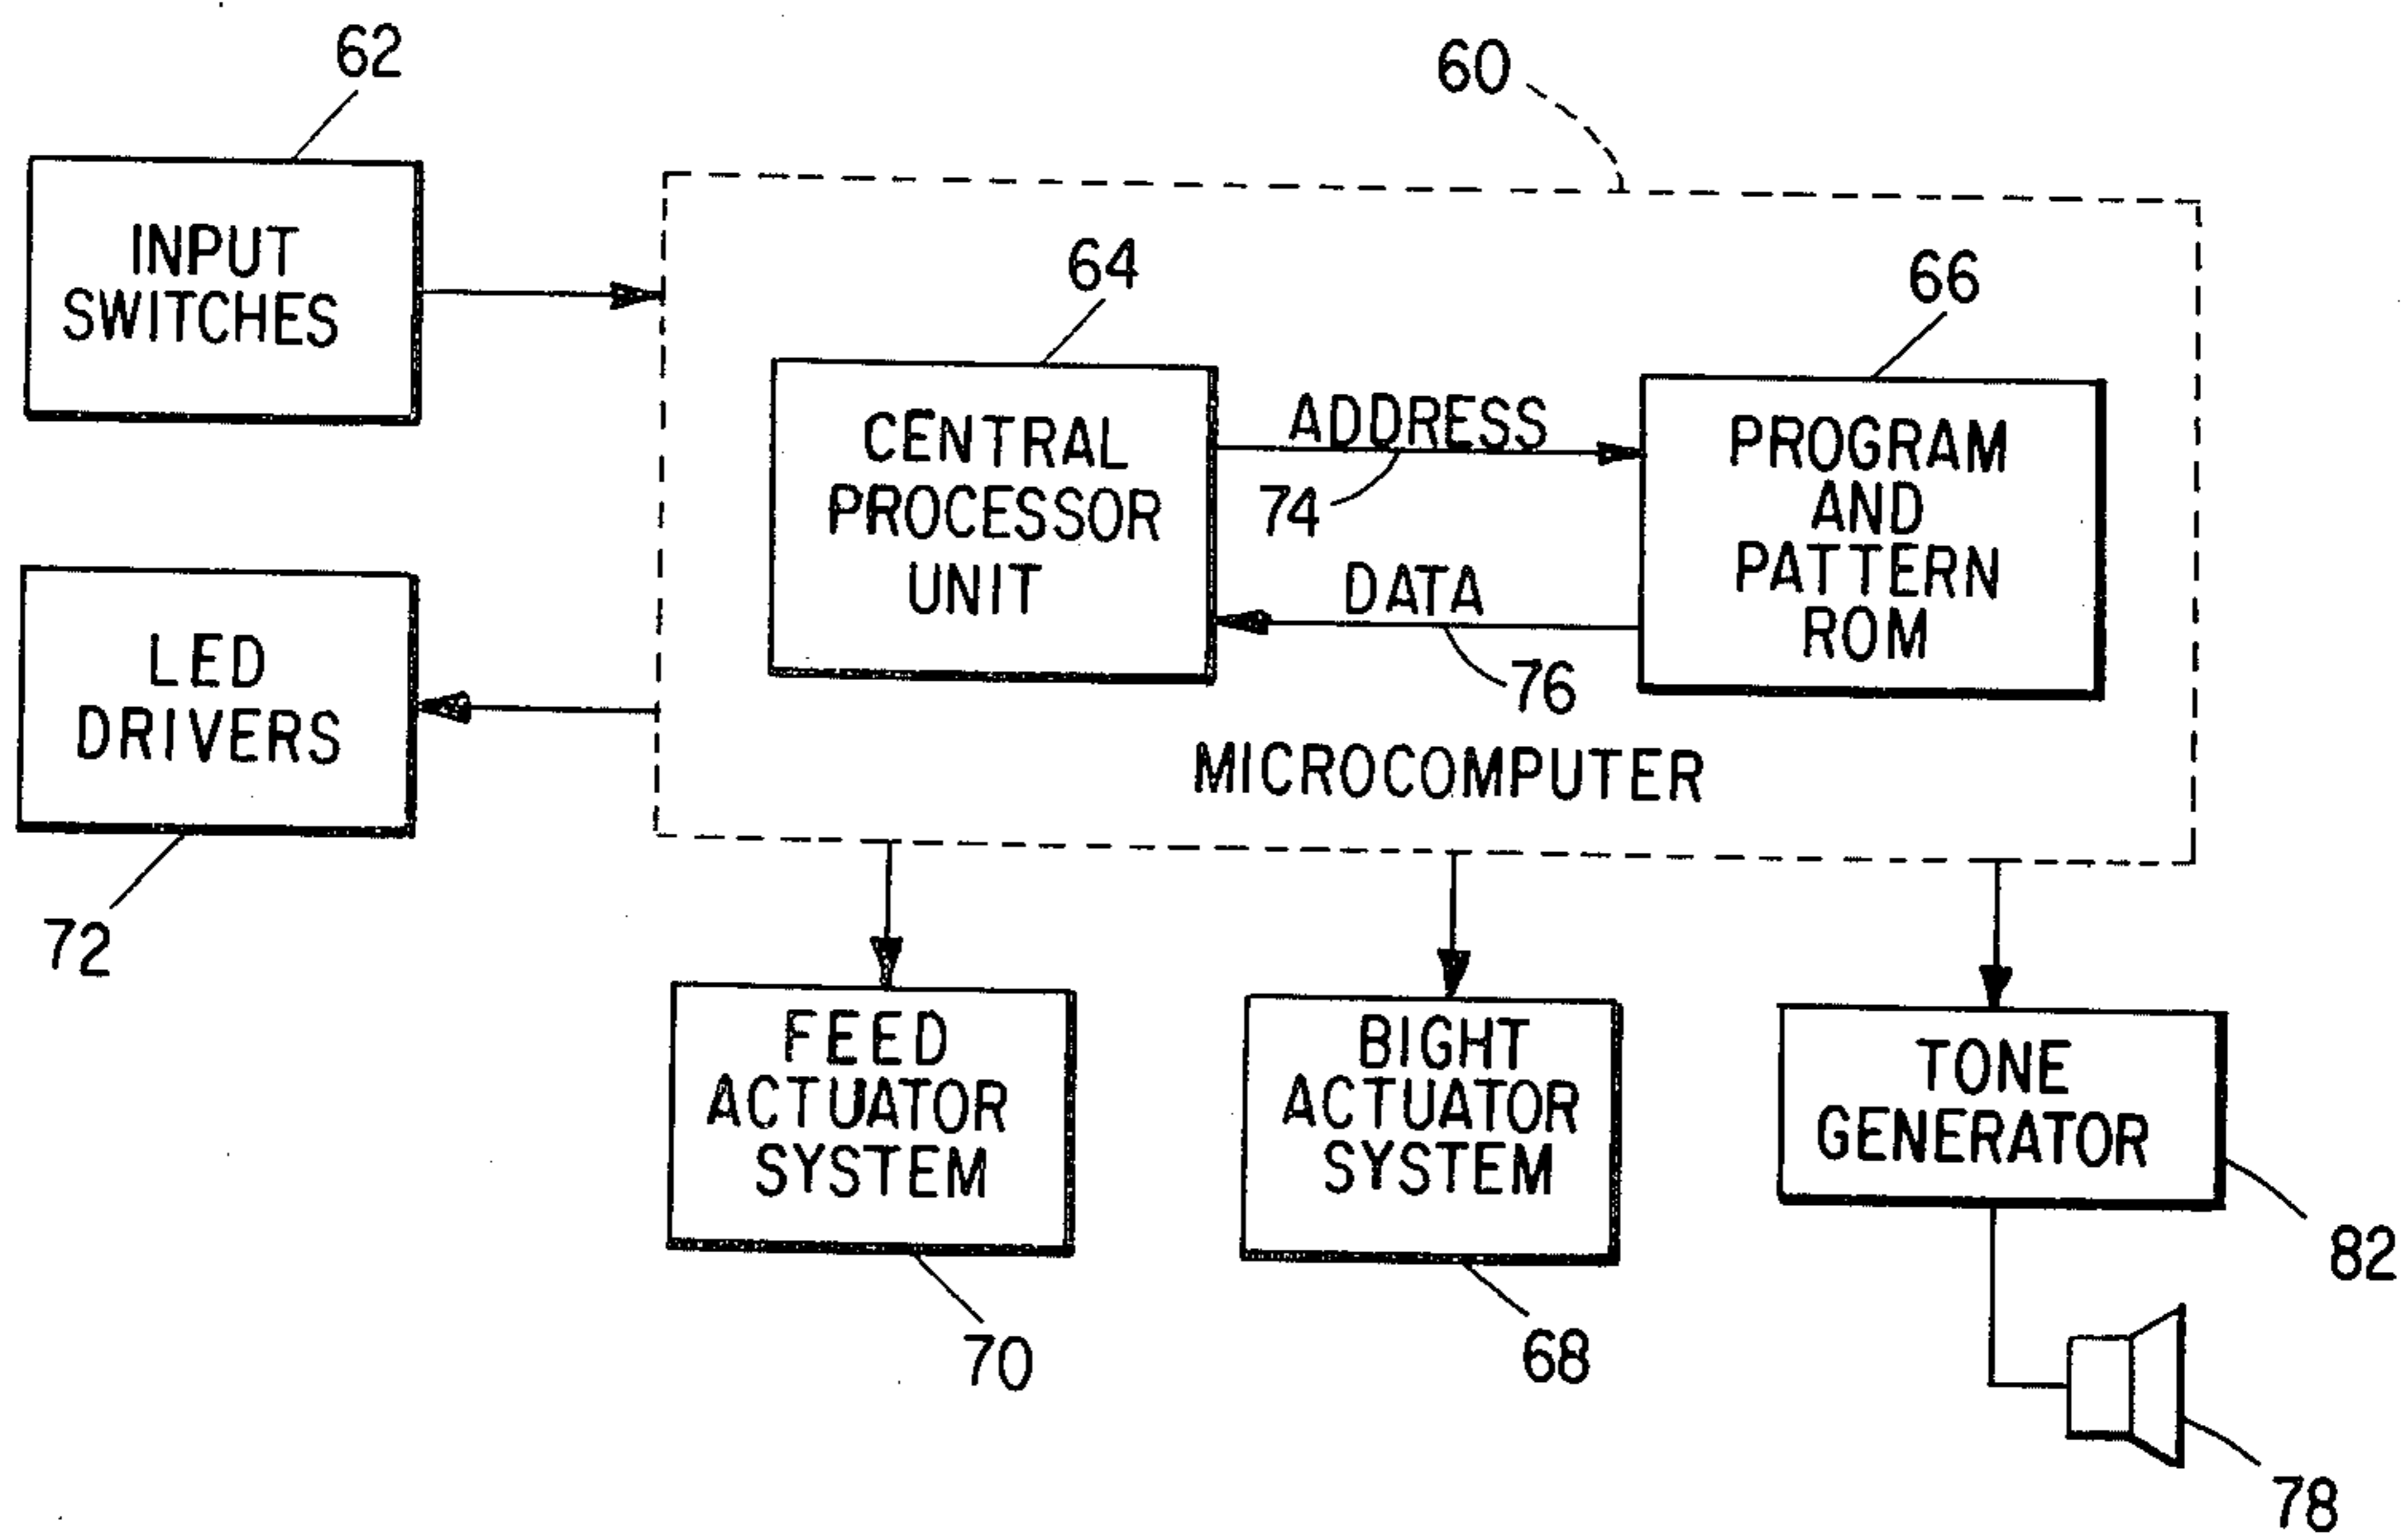 62
60
INPUT
SWITCHES
64
66
CENTRAL
PROCESSOR
UNIT
ADDRESS
74
DATA
76
PROGRAM
AND
PATTERN
ROM
LED
DRIVERS
MICROCOMPUTER
72
FEED
ACTUATOR
SYSTEM
BIGHT
ACTUATOR
SYSTEM
TONE
GENERATOR
82
70
68
78